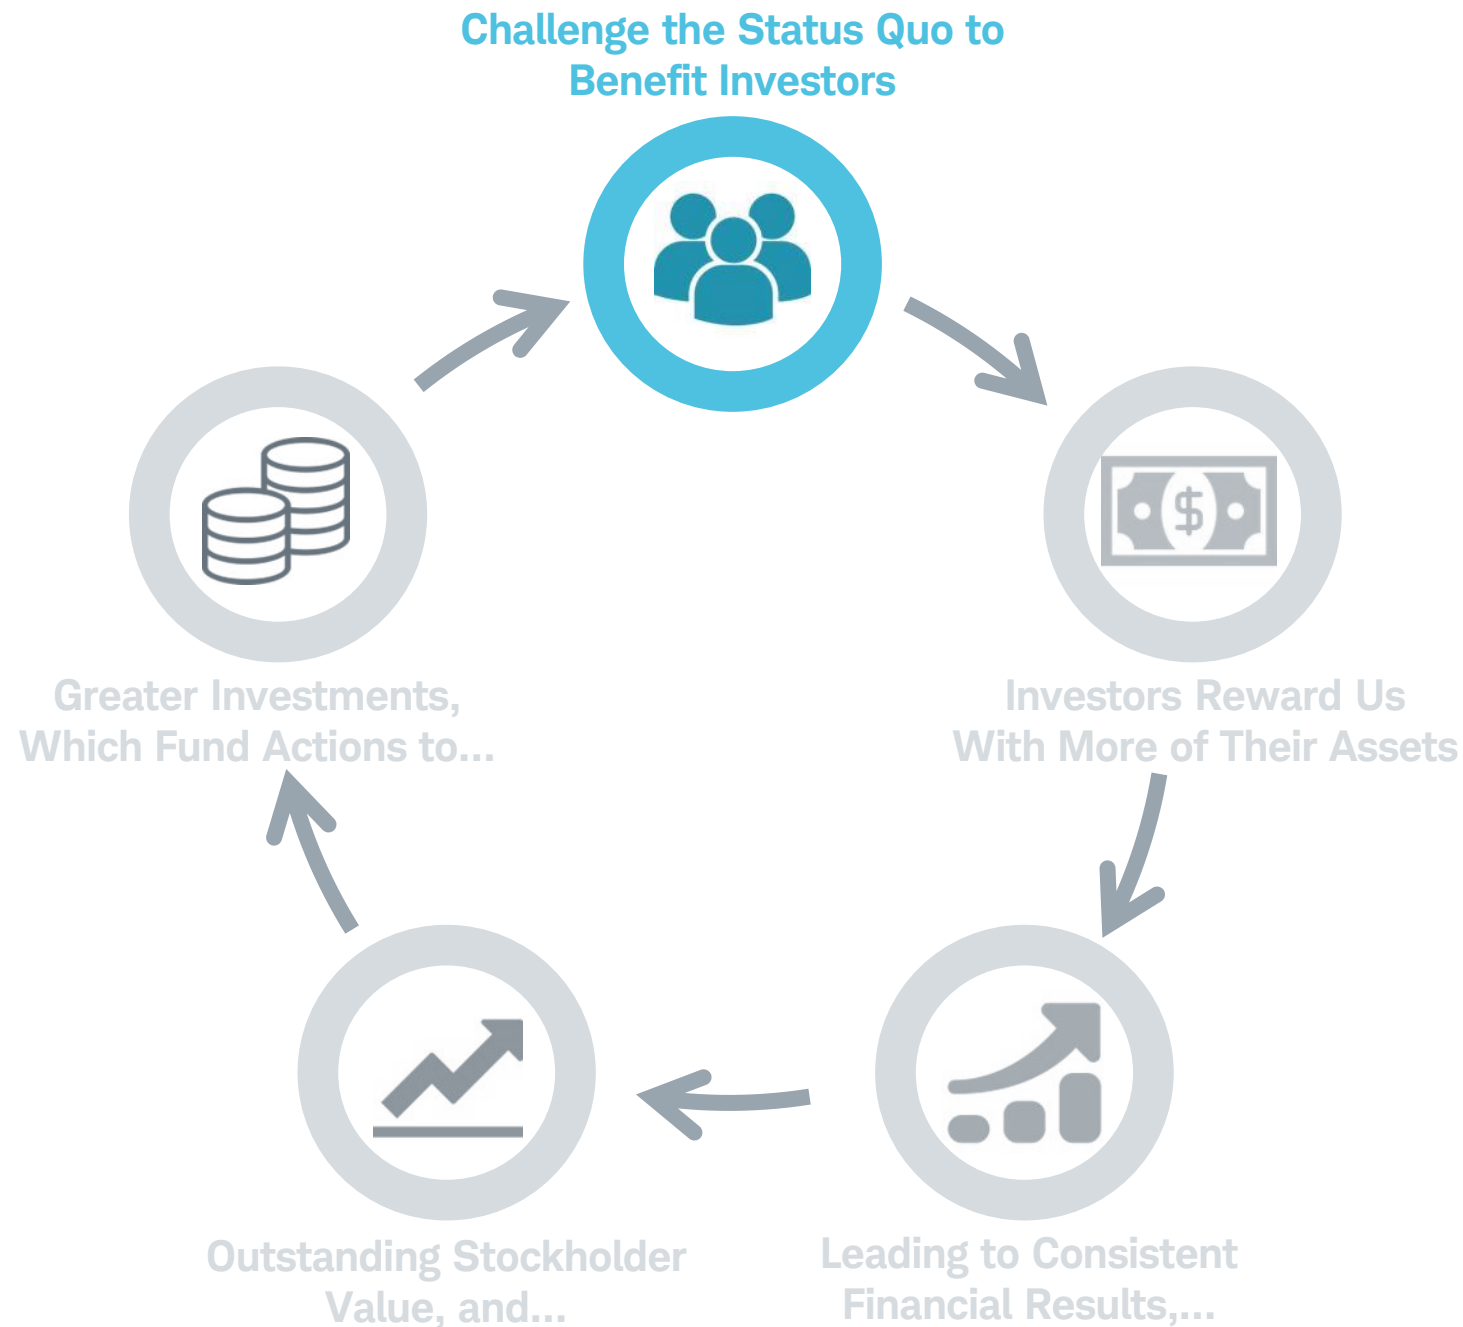 Challenge the Status Quo to
Benefit Investors
$
Investors Reward Us
With More of Their Assets
Leading to Consistent
Financial Results,...
Outstanding Stockholder
Value, and...
Greater Investments,
Which Fund Actions to...